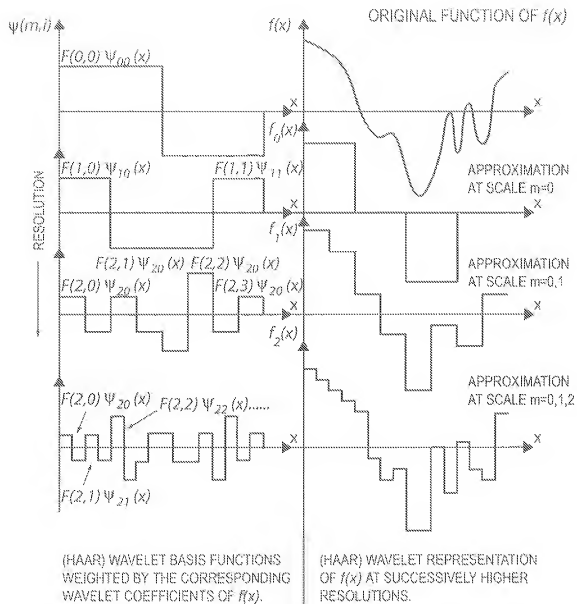 ORIGINAL FUNCTION OF f(x)
ψ(m,i)
f(x)
F(0,0) Ψ00(x)
x
x
f0(x)
F(1,0) Ψ10(x)
F(1,1) Ψ11(x)
x
x
APPROXIMATION
AT SCALE m=0
RESOLUTION
f1(x)
F(2,1) Ψ20(x)
F(2,2) Ψ20(x)
F(2,0) Ψ20(x)
F(2,3) Ψ20(x)
x
x
APPROXIMATION
AT SCALE m=0,1
f2(x)
F(2,0) Ψ20(x)
F(2,2) Ψ22(x)......
x
x
APPROXIMATION
AT SCALE m=0,1,2
F(2,1) Ψ21(x)
(HAAR) WAVELET BASIS FUNCTIONS
WEIGHTED BY THE CORRESPONDING
WAVELET COEFFICIENTS OF f(x).
(HAAR) WAVELET REPRESENTATION
OF f(x) AT SUCCESSIVELY HIGHER
RESOLUTIONS.